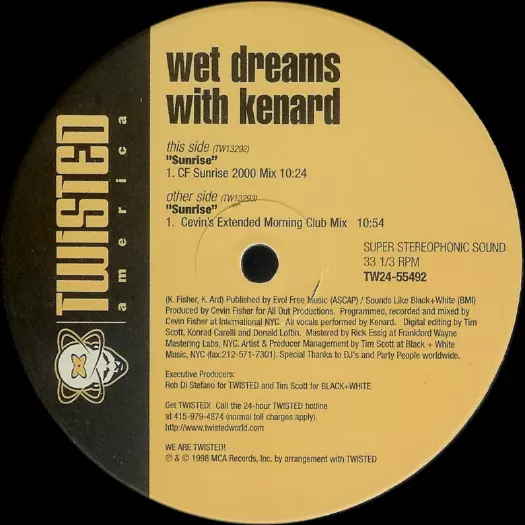 TWISTED
america
wet dreams
with kenard
this side (TW13292)
"Sunrise"
1. CF Sunrise 2000 Mix 10:24
other side (TW13293)
"Sunrise"
1. Cevin's Extended Morning Club Mix 10:54
SUPER STEREOPHONIC SOUND
33 1/3 RPM
TW24-55492
(K. Fisher, K. Ard) Published by Evol Free Music (ASCAP) / Sounds Like Black+White (BMI)
Produced by Cevin Fisher for All Out Productions. Programmed, recorded and mixed by
Cevin Fisher at International NYC. All vocals performed by Kenard. Digital editing by Tim
Scott, Konrad Carelli and Donald Loftin. Mastered by Rick Essig at Frankford Wayne
Mastering Labs, NYC. Artist & Producer Management by Tim Scott at Black + White
Music, NYC (fax:212-571-7301). Special Thanks to DJ's and Party People worldwide.
Executive Producers:
Rob Di Stefano for TWISTED and Tim Scott for BLACK+WHITE
Get TWISTED! Call the 24-hour TWISTED hotline
at 415-979-4874 (normal toll charges apply).
http://www.twistedworld.com
WE ARE TWISTED!
℗ & © 1998 MCA Records, Inc. by arrangement with TWISTED